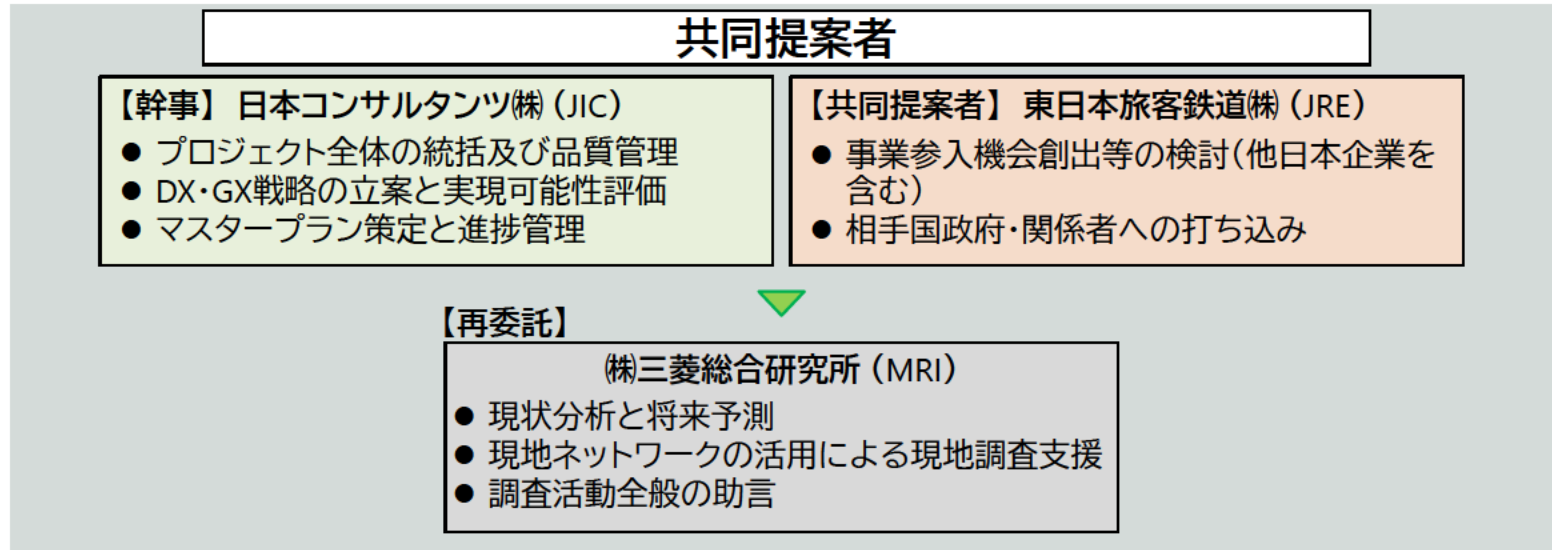 共同提案者
【幹事】日本コンサルタンツ㈱（JIC）
● プロジェクト全体の統括及び品質管理
● DX・GX戦略の立案と実現可能性評価
● マスタープラン策定と進捗管理
【共同提案者】東日本旅客鉄道㈱（JRE）
● 事業参入機会創出等の検討（他日本企業を
含む）
● 相手国政府・関係者への打ち込み
【再委託】
㈱三菱総合研究所（MRI）
● 現状分析と将来予測
● 現地ネットワークの活用による現地調査支援
● 調査活動全般の助言